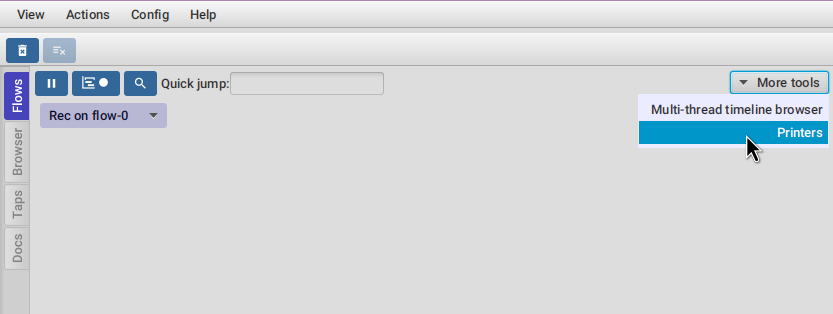 View Actions Config Help
Quick jump:
More tools
Flows
Rec on flow-0
Multi-thread timeline browser
Printers
Browser
Taps
Docs